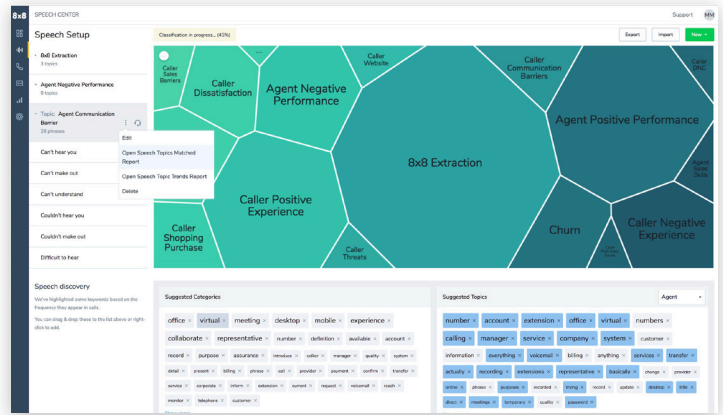 8x8
SPEECH CENTER
Support
MM
Speech Setup
Classification in progress... (41%)
Export
Import
New
8x8 Extraction
3 topics
Agent Negative Performance
Topic: Agent Communication
Barrier
28 phrases
Edit
Open Speech Topics Matched
Report
Open Speech Topic Trends Report
Delete
Can't hear you
Can't make out
Can't understand
Couldn't hear you
Couldn't make out
Difficult to hear
Speech discovery
We've highlighted some keywords based on the
frequency they appear in calls.
You can drag & drop these to the list above or right-
click to add.
Caller
Sales
Barriers
Caller
Dissatisfaction
...
Agent Negative
Performance
Caller
Website
Caller
Communication
Barriers
Caller
DNC
Agent Positive Performance
8x8 Extraction
Agent
Sales
Skills
Caller Positive
Experience
Caller
Shopping
Purchase
Caller
Threats
Churn
Caller Negative
Experience
Suggested Categories
office × virtual × meeting × desktop × mobile × experience ×
collaborate × representative × number × definition × available × account ×
record × purpose × assurance × introduce × caller × manager × quality × system ×
detail × present × billing × phrase × call × provider × payment × confirm × transfer ×
service × corporate × inform × extension × current × request × voicemail × reach ×
monitor × telephone × customer ×
Suggested Topics
Agent
number × account × extension × office × virtual × numbers ×
calling × manager × service × company × system × customer ×
information × everything × voicemail × billing × anything × services × transfer ×
actually × recording × extensions × representative × basically × change × provider ×
online × phones × purposes × recorded × thing × record × update × desktop × little ×
direct × meetings × temporary × quality × password ×